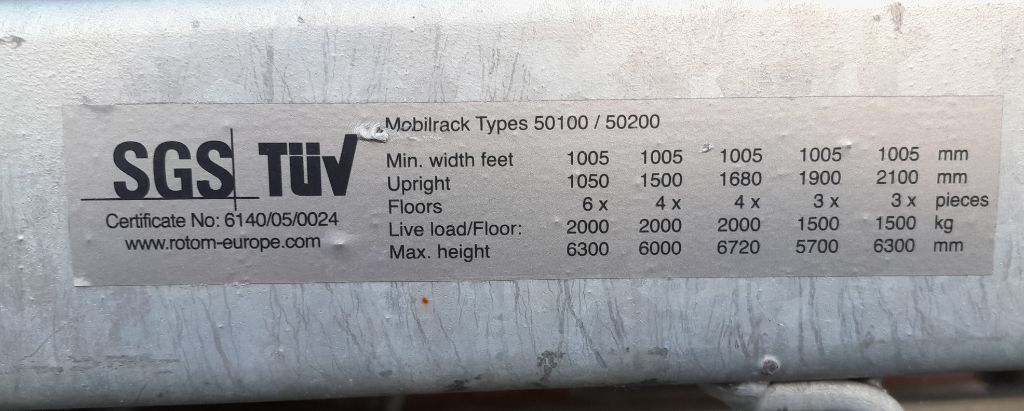 SGS TÜV
Certificate No: 6140/05/0024
www.rotom-europe.com
Mobilrack Types 50100 / 50200
Min. width feet 1005 1005 1005 1005 1005 mm
Upright 1050 1500 1680 1900 2100 mm
Floors 6 x 4 x 4 x 3 x 3 x pieces
Live load/Floor: 2000 2000 2000 1500 1500 kg
Max. height 6300 6000 6720 5700 6300 mm